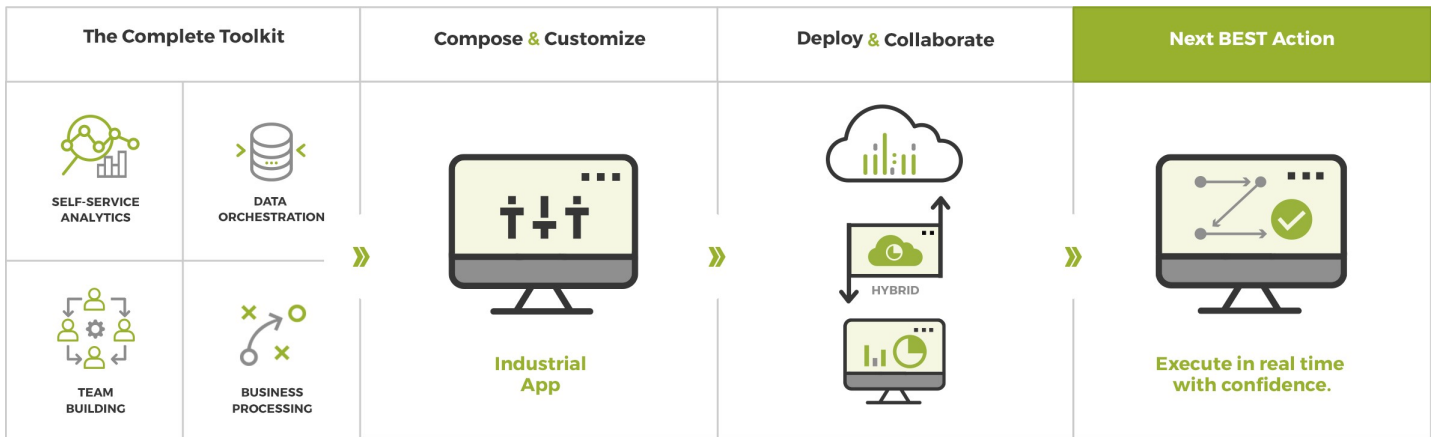 The Complete Toolkit
Compose & Customize
Deploy & Collaborate
Next BEST Action
SELF-SERVICE
ANALYTICS
DATA
ORCHESTRATION
TEAM
BUILDING
BUSINESS
PROCESSING
Industrial
App
HYBRID
Execute in real time
with confidence.